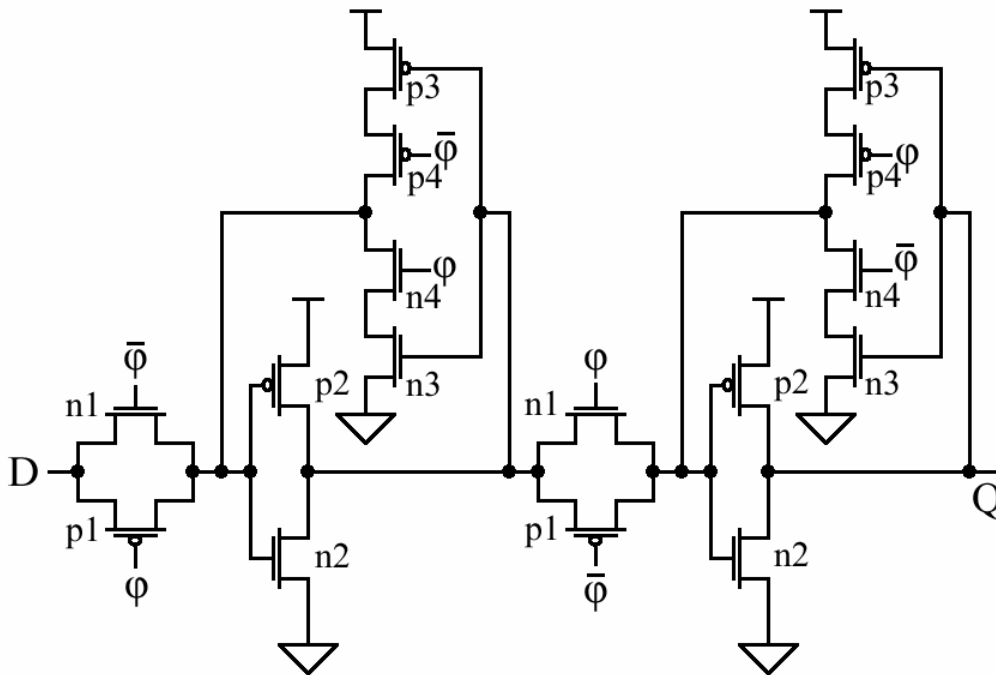 p3 p3
φ̄ φ
p4 p4
φ φ̄
n4 n4
φ̄ p2 n3 φ p2 n3
n1 n1
D Q
p1 n2 p1 n2
φ φ̄